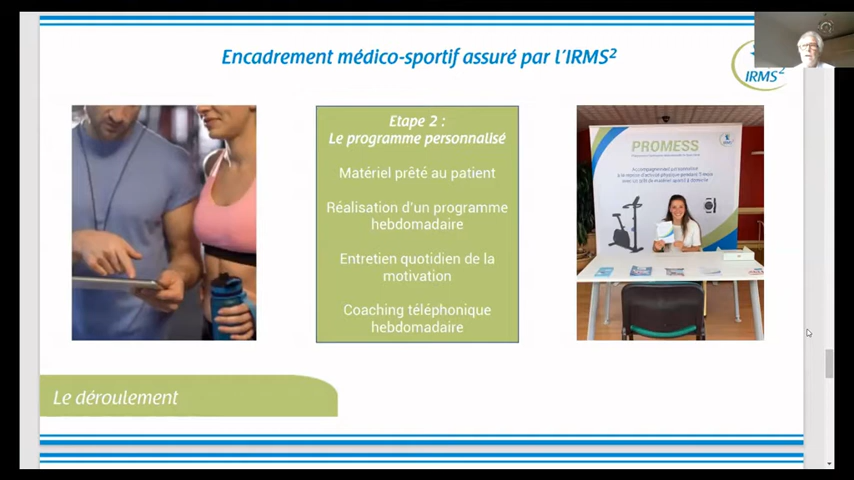 Encadrement médico-sportif assuré par l'IRMS²
IRMS²
Etape 2 :
Le programme personnalisé
Matériel prêté au patient
Réalisation d'un programme
hebdomadaire
Entretien quotidien de la
motivation
Coaching téléphonique
hebdomadaire
PROMESS
Le déroulement